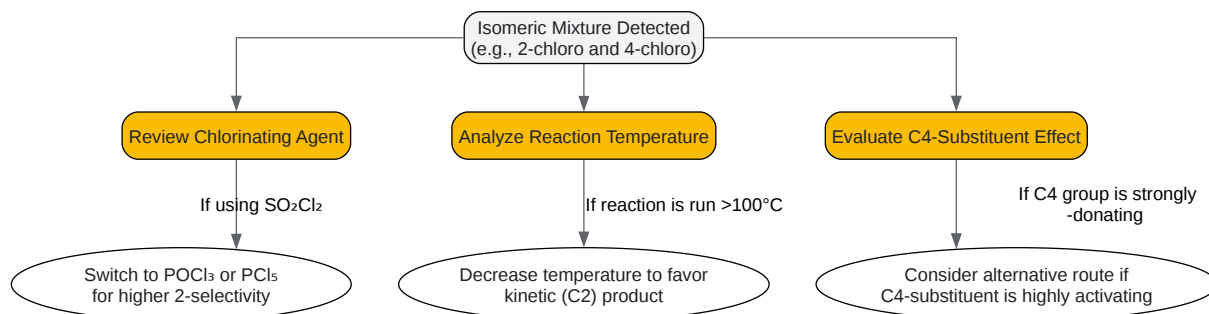 Isomeric Mixture Detected
(e.g., 2-chloro and 4-chloro)
Review Chlorinating Agent
Analyze Reaction Temperature
Evaluate C4-Substituent Effect
If using SO₂Cl₂
If reaction is run >100°C
If C4 group is strongly
-donating
Switch to POCl₃ or PCl₅
for higher 2-selectivity
Decrease temperature to favor
kinetic (C2) product
Consider alternative route if
C4-substituent is highly activating